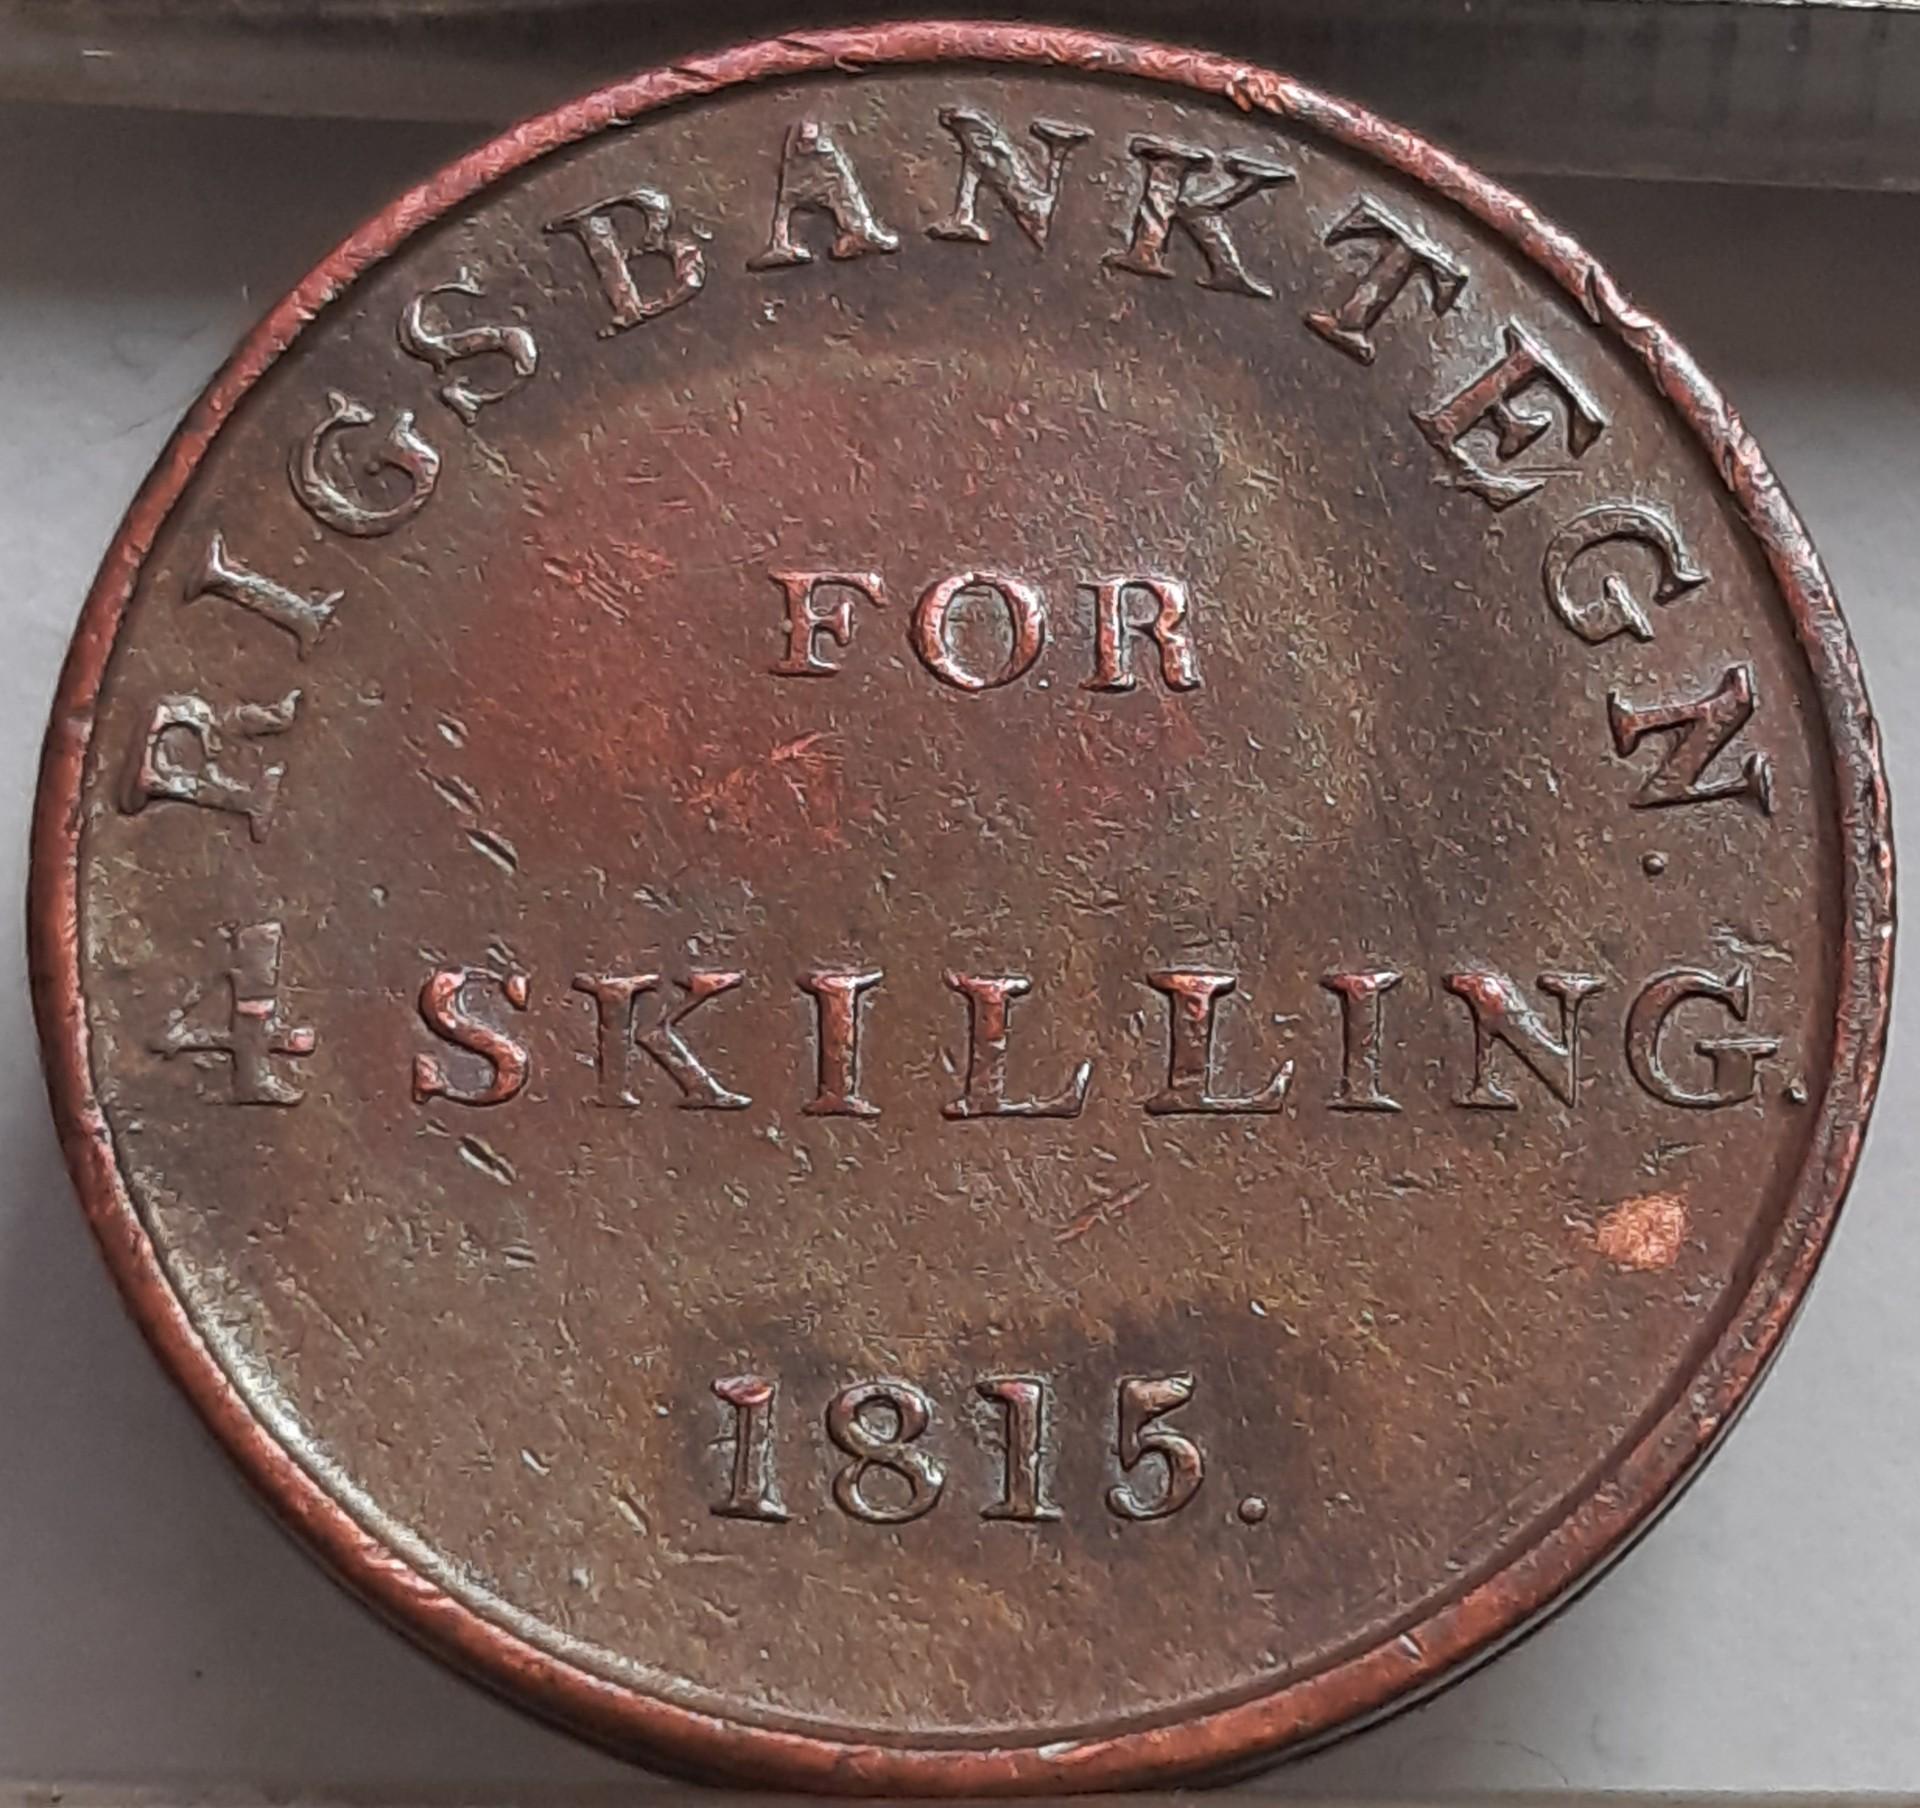 RIGSBANKTEGN.
FOR
4 SKILLING.
1815.